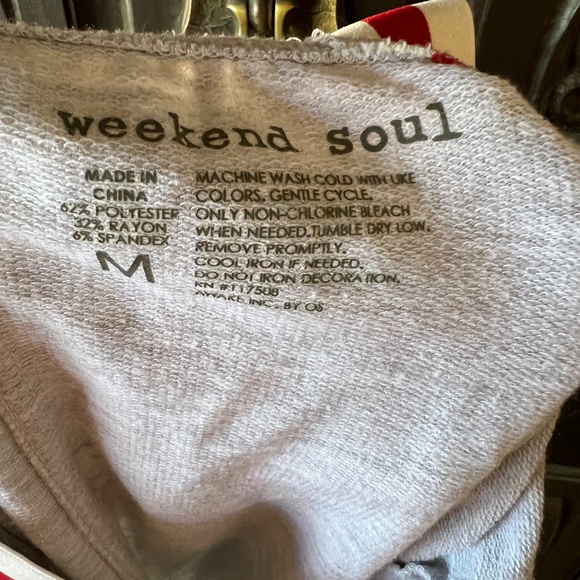 weekend soul
MADE IN
CHINA
62% POLYESTER
32% RAYON
6% SPANDEX
M
MACHINE WASH COLD WITH LIKE
COLORS. GENTLE CYCLE.
ONLY NON-CHLORINE BLEACH
WHEN NEEDED.TUMBLE DRY LOW.
REMOVE PROMPTLY.
COOL IRON IF NEEDED.
DO NOT IRON DECORATION.
RN #117508
AWAKE INC. BY OS